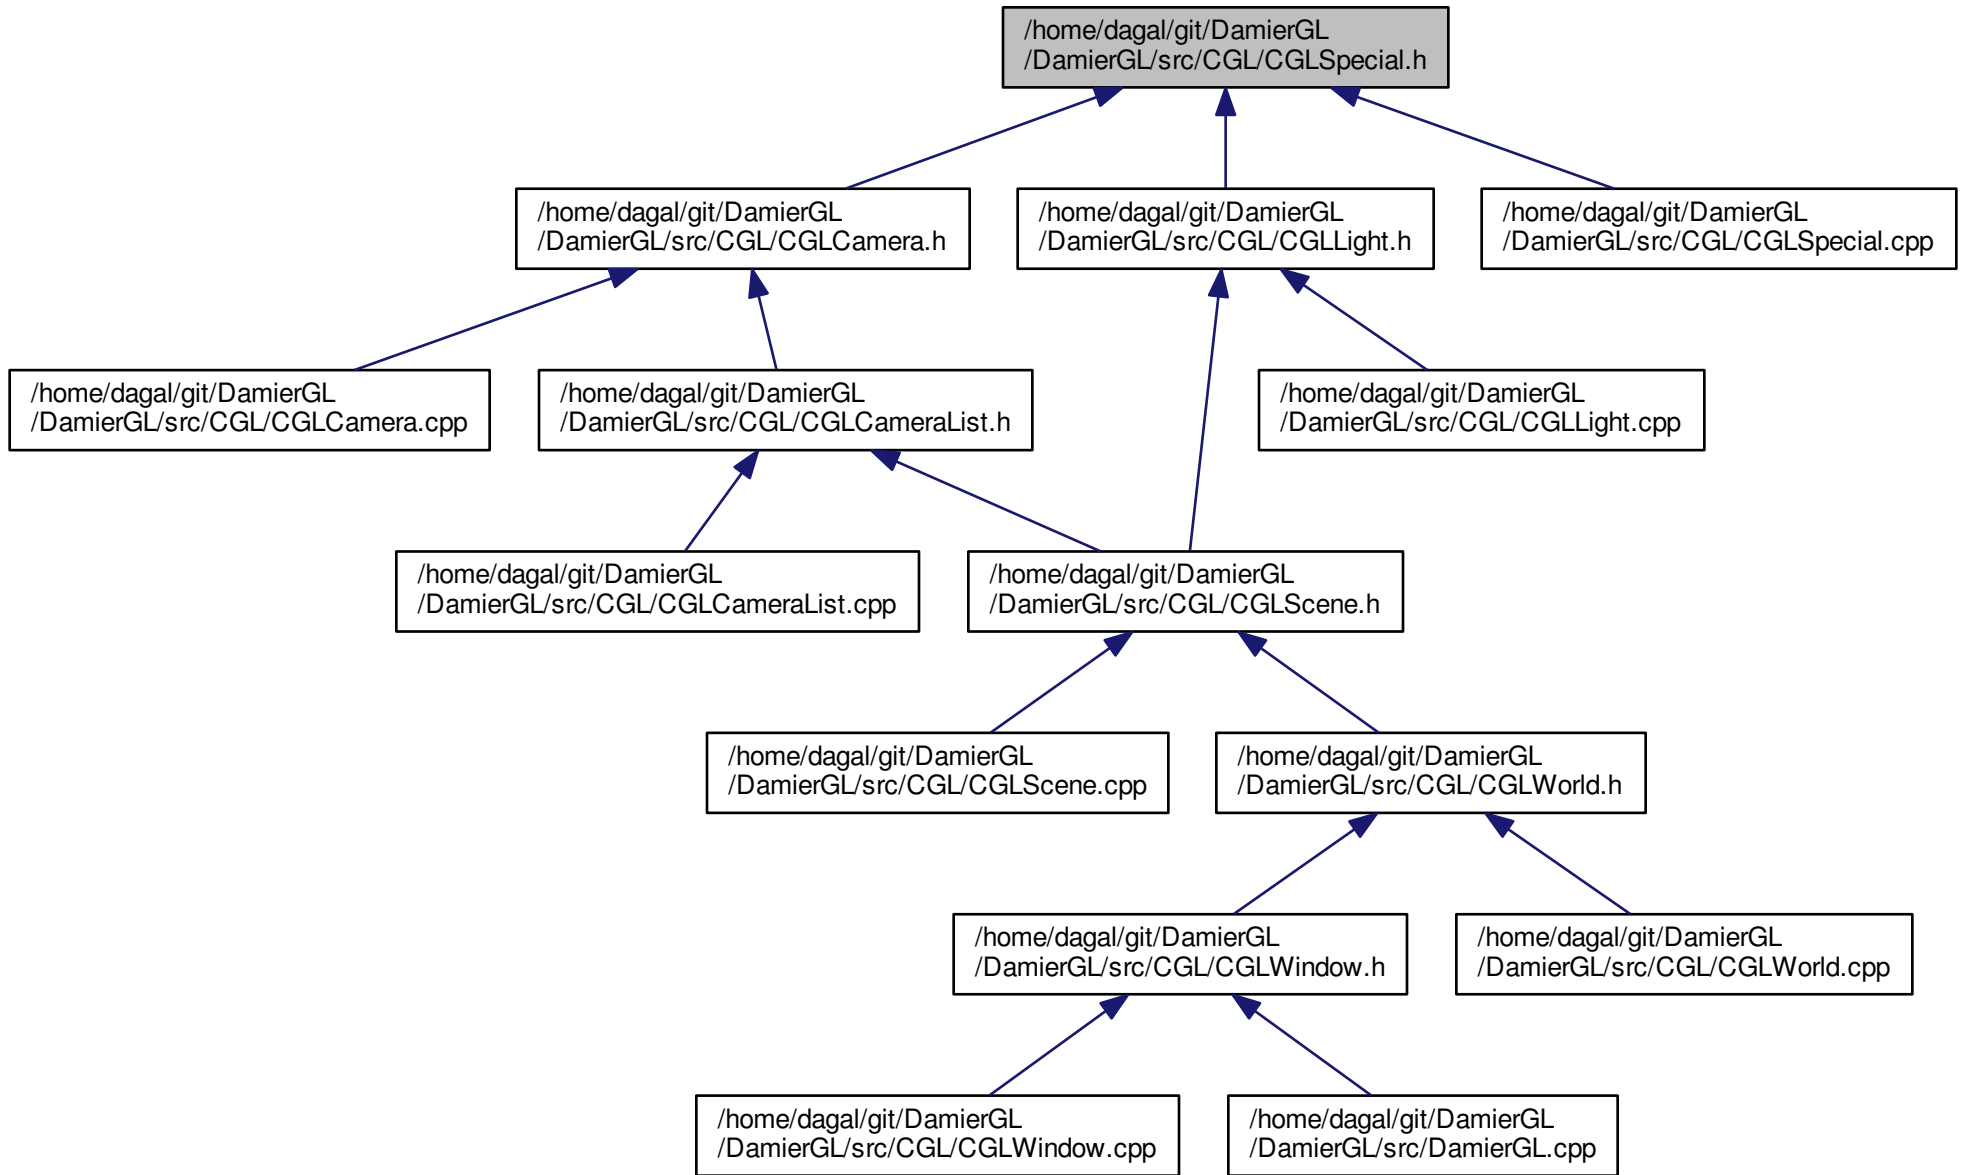 /home/dagal/git/DamierGL
/DamierGL/src/CGL/CGLSpecial.h
/home/dagal/git/DamierGL
/DamierGL/src/CGL/CGLCamera.h
/home/dagal/git/DamierGL
/DamierGL/src/CGL/CGLLight.h
/home/dagal/git/DamierGL
/DamierGL/src/CGL/CGLSpecial.cpp
/home/dagal/git/DamierGL
/DamierGL/src/CGL/CGLCamera.cpp
/home/dagal/git/DamierGL
/DamierGL/src/CGL/CGLCameraList.h
/home/dagal/git/DamierGL
/DamierGL/src/CGL/CGLLight.cpp
/home/dagal/git/DamierGL
/DamierGL/src/CGL/CGLCameraList.cpp
/home/dagal/git/DamierGL
/DamierGL/src/CGL/CGLScene.h
/home/dagal/git/DamierGL
/DamierGL/src/CGL/CGLScene.cpp
/home/dagal/git/DamierGL
/DamierGL/src/CGL/CGLWorld.h
/home/dagal/git/DamierGL
/DamierGL/src/CGL/CGLWindow.h
/home/dagal/git/DamierGL
/DamierGL/src/CGL/CGLWorld.cpp
/home/dagal/git/DamierGL
/DamierGL/src/CGL/CGLWindow.cpp
/home/dagal/git/DamierGL
/DamierGL/src/DamierGL.cpp